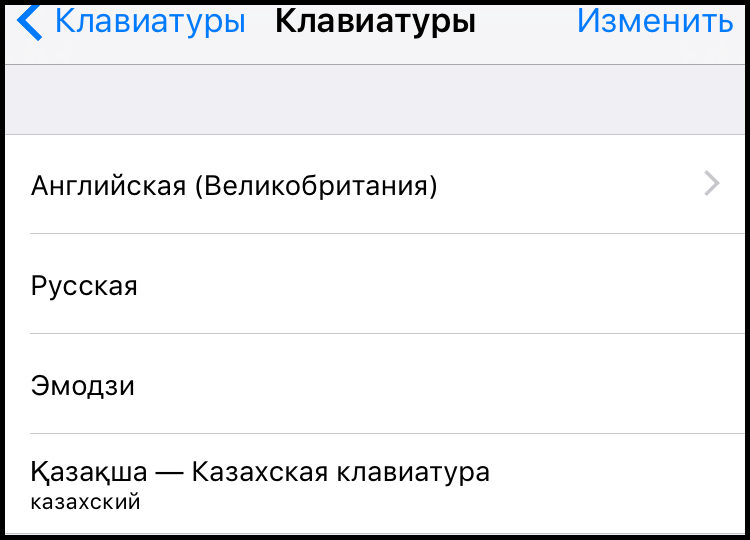 Клавиатуры Клавиатуры Изменить
Английская (Великобритания)
Русская
Эмодзи
Қазақша — Казахская клавиатура
казахский